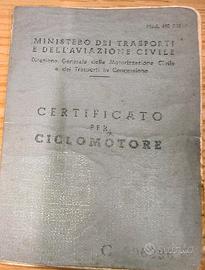 MINISTERO DEI TRASPORTI
E DELL'AVIAZIONE CIVILE
Direzione Generale della Motorizzazione Civile
e dei Trasporti in Concessione
CERTIFICATO
PER
CICLOMOTORE
C